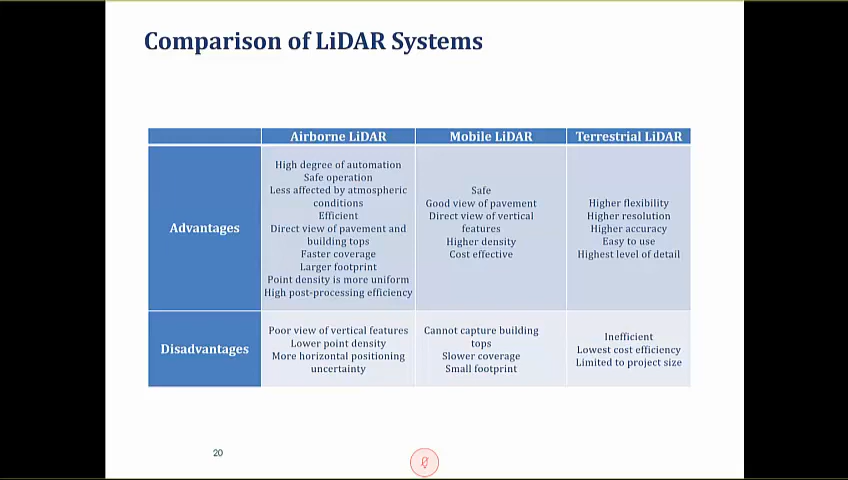 Comparison of LiDAR Systems
Airborne LiDAR
Mobile LiDAR
Terrestrial LiDAR
Advantages
High degree of automation
Safe operation
Less affected by atmospheric
conditions
Efficient
Direct view of pavement and
building tops
Faster coverage
Larger footprint
Point density is more uniform
High post-processing efficiency
Safe
Good view of pavement
Direct view of vertical
features
Higher density
Cost effective
Higher flexibility
Higher resolution
Higher accuracy
Easy to use
Highest level of detail
Disadvantages
Poor view of vertical features
Lower point density
More horizontal positioning
uncertainty
Cannot capture building
tops
Slower coverage
Small footprint
Inefficient
Lowest cost efficiency
Limited to project size
20